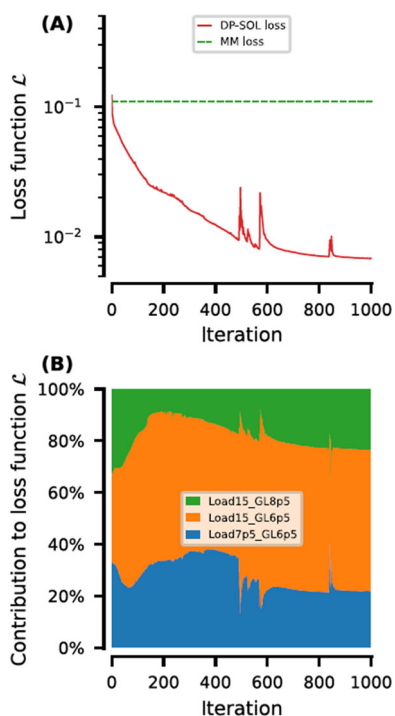 (A)
DP-SOL loss
MM loss
Loss function ℒ
10⁻¹
10⁻²
0 200 400 600 800 1000
Iteration
(B)
Contribution to loss function ℒ
100%
80%
60%
40%
20%
0%
Load15_GL8p5
Load15_GL6p5
Load7p5_GL6p5
0 200 400 600 800 1000
Iteration